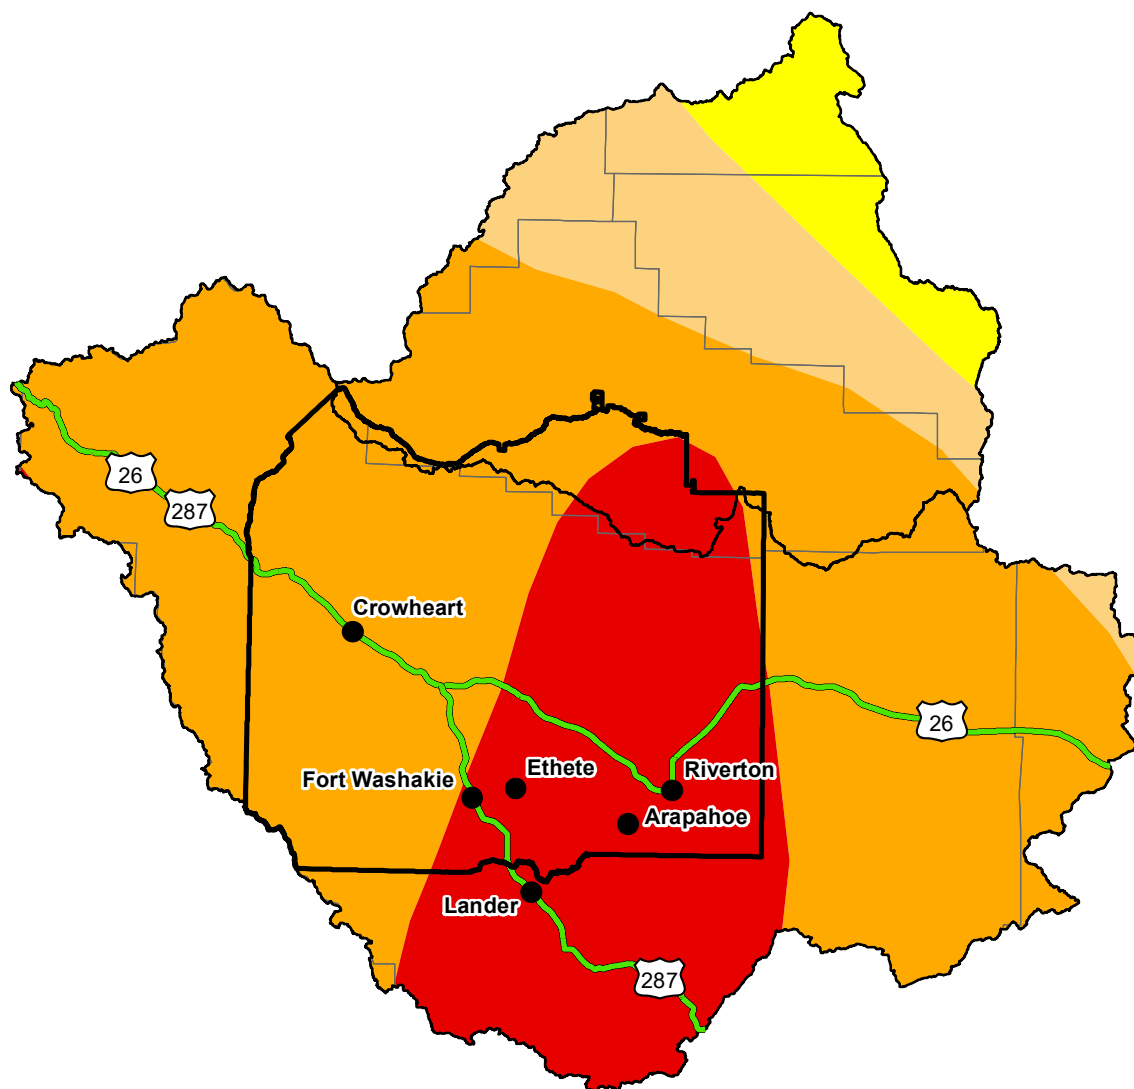 26
287
Crowheart
26
Ethete
Riverton
Fort Washakie
Arapahoe
Lander
287